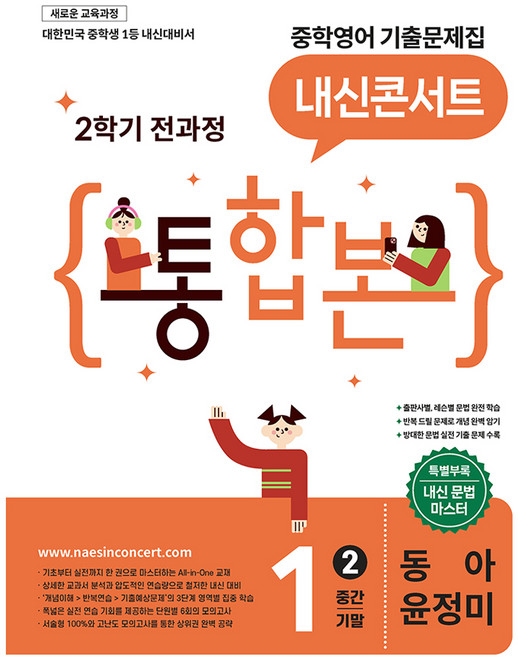 새로운 교육과정
대한민국 중학생 1등 내신대비서
중학영어 기출문제집
내신콘서트
2학기 전과정
{통합본}
✦ 출판사별, 레슨별 문법 완전 학습
✦ 반복 드릴 문제로 개념 완벽 암기
✦ 방대한 문법 실전 기출 문제 수록
특별부록
내신 문법
마스터
www.naesinconcert.com
· 기초부터 실전까지 한 권으로 마스터하는 All-in-One 교재
· 상세한 교과서 분석과 압도적인 연습량으로 철저한 내신 대비
· '개념이해 > 반복연습 > 기출예상문제'의 3단계 영역별 집중 학습
· 폭넓은 실전 연습 기회를 제공하는 단원별 6회의 모의고사
· 서술형 100%와 고난도 모의고사를 통한 상위권 완벽 공략
1
2
중간
기말
동아
윤정미